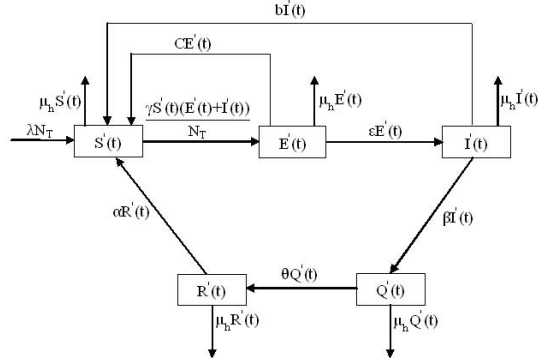 bI'(t)
CE'(t)
μhS'(t)
γS'(t)(E'(t)+I'(t))
μhE'(t)
μhI'(t)
λNT
NT
εE'(t)
S'(t)
E'(t)
I'(t)
αR'(t)
βI'(t)
θQ'(t)
R'(t)
Q'(t)
μhR'(t)
μhQ'(t)